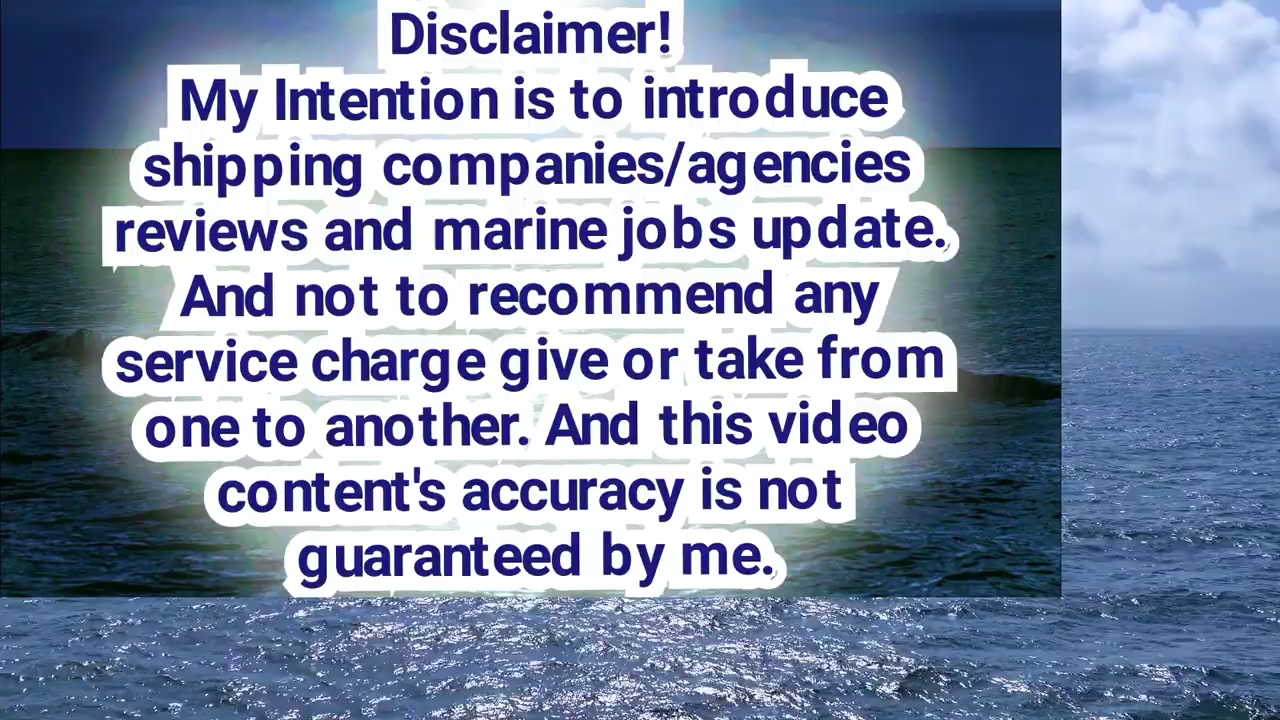 Disclaimer!
My Intention is to introduce
shipping companies/agencies
reviews and marine jobs update.
And not to recommend any
service charge give or take from
one to another. And this video
content's accuracy is not
guaranteed by me.